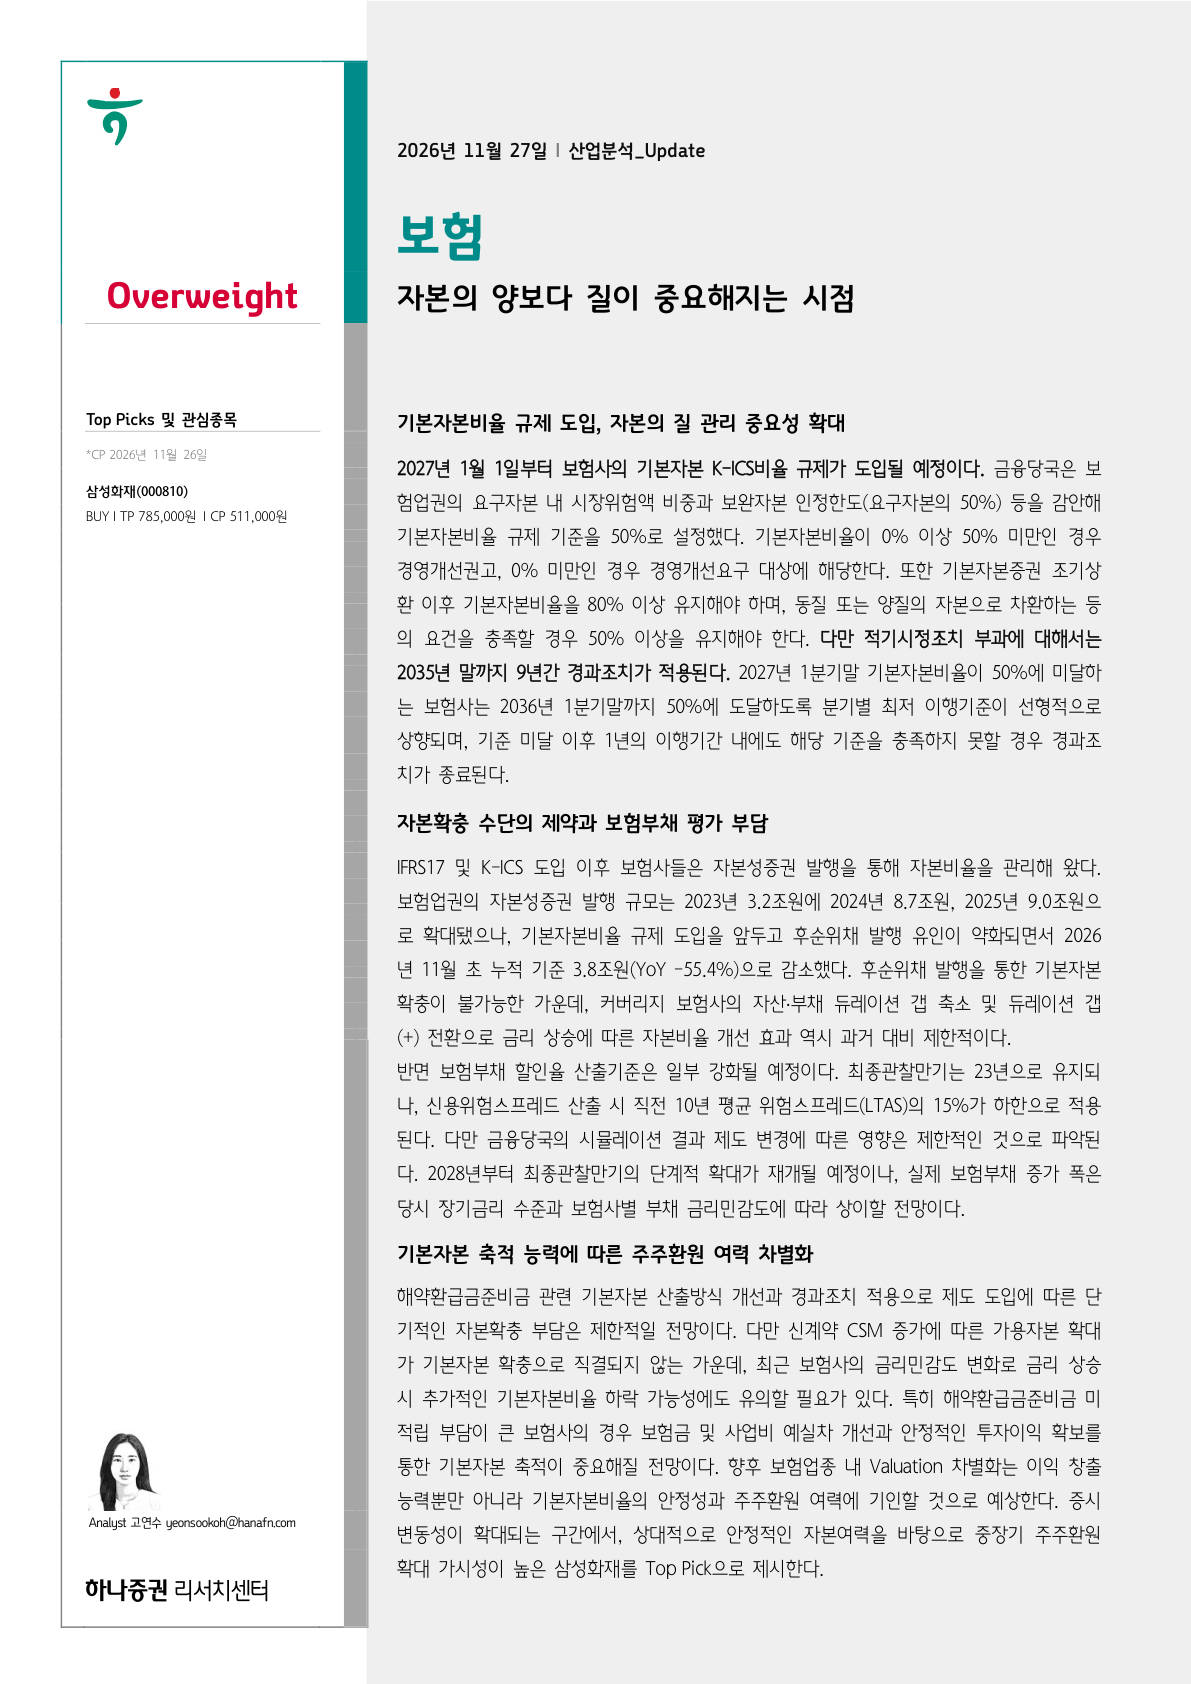 2026년 11월 27일 | 산업분석_Update
보험
자본의 양보다 질이 중요해지는 시점
Overweight
Top Picks 및 관심종목
*CP 2026년 11월 26일
삼성화재(000810)
BUY I TP 785,000원 I CP 511,000원
기본자본비율 규제 도입, 자본의 질 관리 중요성 확대
2027년 1월 1일부터 보험사의 기본자본 K-ICS비율 규제가 도입될 예정이다. 금융당국은 보
험업권의 요구자본 내 시장위험액 비중과 보완자본 인정한도(요구자본의 50%) 등을 감안해
기본자본비율 규제 기준을 50%로 설정했다. 기본자본비율이 0% 이상 50% 미만인 경우
경영개선권고, 0% 미만인 경우 경영개선요구 대상에 해당한다. 또한 기본자본증권 조기상
환 이후 기본자본비율을 80% 이상 유지해야 하며, 동질 또는 양질의 자본으로 차환하는 등
의 요건을 충족할 경우 50% 이상을 유지해야 한다. 다만 적기시정조치 부과에 대해서는
2035년 말까지 9년간 경과조치가 적용된다. 2027년 1분기말 기본자본비율이 50%에 미달하
는 보험사는 2036년 1분기말까지 50%에 도달하도록 분기별 최저 이행기준이 선형적으로
상향되며, 기준 미달 이후 1년의 이행기간 내에도 해당 기준을 충족하지 못할 경우 경과조
치가 종료된다.
자본확충 수단의 제약과 보험부채 평가 부담
IFRS17 및 K-ICS 도입 이후 보험사들은 자본성증권 발행을 통해 자본비율을 관리해 왔다.
보험업권의 자본성증권 발행 규모는 2023년 3.2조원에 2024년 8.7조원, 2025년 9.0조원으
로 확대됐으나, 기본자본비율 규제 도입을 앞두고 후순위채 발행 유인이 약화되면서 2026
년 11월 초 누적 기준 3.8조원(YoY -55.4%)으로 감소했다. 후순위채 발행을 통한 기본자본
확충이 불가능한 가운데, 커버리지 보험사의 자산·부채 듀레이션 갭 축소 및 듀레이션 갭
(+) 전환으로 금리 상승에 따른 자본비율 개선 효과 역시 과거 대비 제한적이다.
반면 보험부채 할인율 산출기준은 일부 강화될 예정이다. 최종관찰만기는 23년으로 유지되
나, 신용위험스프레드 산출 시 직전 10년 평균 위험스프레드(LTAS)의 15%가 하한으로 적용
된다. 다만 금융당국의 시뮬레이션 결과 제도 변경에 따른 영향은 제한적인 것으로 파악된
다. 2028년부터 최종관찰만기의 단계적 확대가 재개될 예정이나, 실제 보험부채 증가 폭은
당시 장기금리 수준과 보험사별 부채 금리민감도에 따라 상이할 전망이다.
기본자본 축적 능력에 따른 주주환원 여력 차별화
해약환급금준비금 관련 기본자본 산출방식 개선과 경과조치 적용으로 제도 도입에 따른 단
기적인 자본확충 부담은 제한적일 전망이다. 다만 신계약 CSM 증가에 따른 가용자본 확대
가 기본자본 확충으로 직결되지 않는 가운데, 최근 보험사의 금리민감도 변화로 금리 상승
시 추가적인 기본자본비율 하락 가능성에도 유의할 필요가 있다. 특히 해약환급금준비금 미
적립 부담이 큰 보험사의 경우 보험금 및 사업비 예실차 개선과 안정적인 투자이익 확보를
통한 기본자본 축적이 중요해질 전망이다. 향후 보험업종 내 Valuation 차별화는 이익 창출
능력뿐만 아니라 기본자본비율의 안정성과 주주환원 여력에 기인할 것으로 예상한다. 증시
변동성이 확대되는 구간에서, 상대적으로 안정적인 자본여력을 바탕으로 중장기 주주환원
확대 가시성이 높은 삼성화재를 Top Pick으로 제시한다.
Analyst 고연수 yeonsookoh@hanafn.com
하나증권 리서치센터